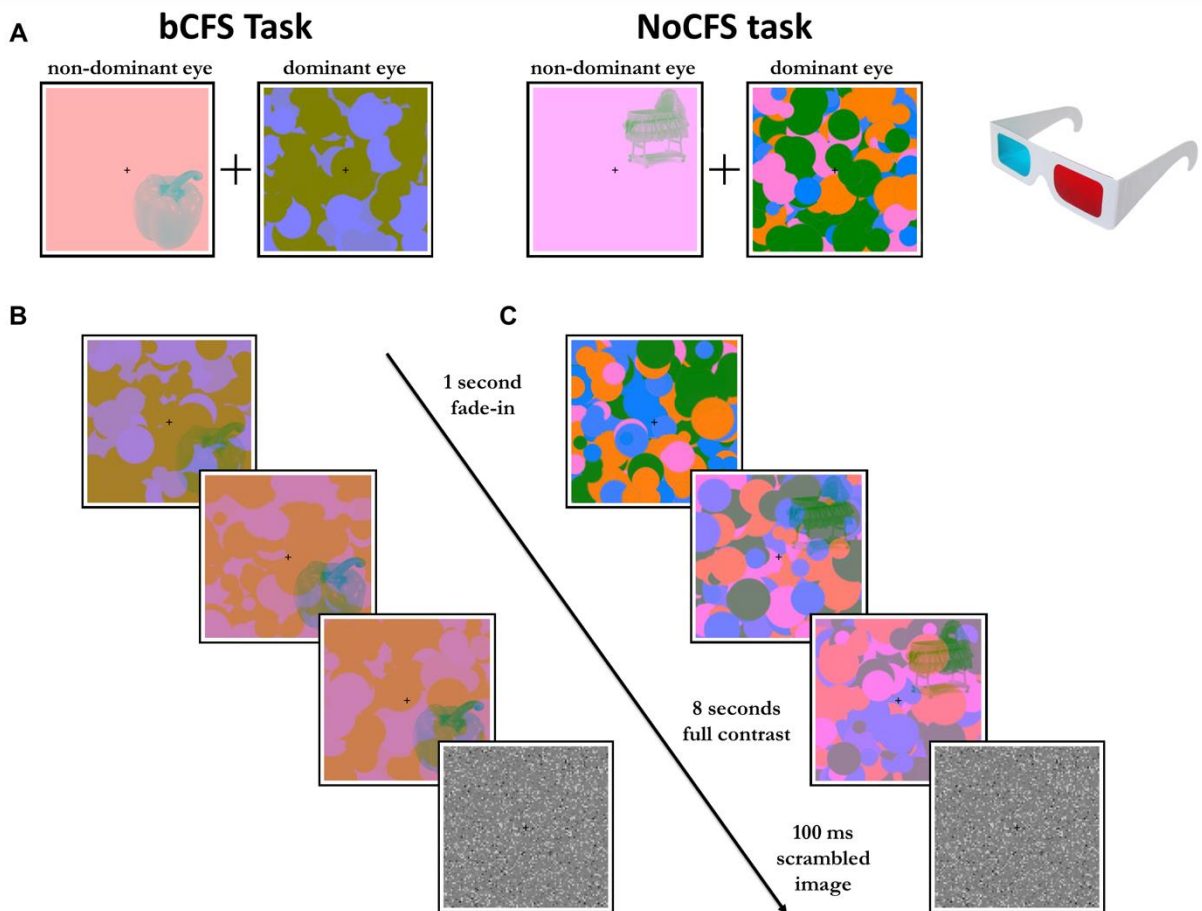 A
bCFS Task
NoCFS task
non-dominant eye
dominant eye
non-dominant eye
dominant eye
B
C
1 second
fade-in
8 seconds
full contrast
100 ms
scrambled
image